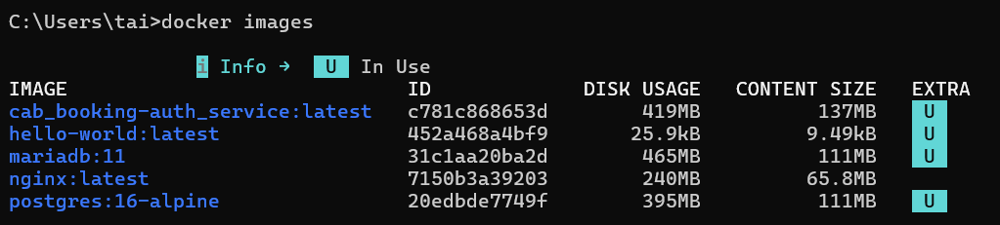 C:\Users\tai>docker images
i Info → U In Use
IMAGE ID DISK USAGE CONTENT SIZE EXTRA
cab_booking-auth_service:latest c781c868653d 419MB 137MB U
hello-world:latest 452a468a4bf9 25.9kB 9.49kB U
mariadb:11 31c1aa20ba2d 465MB 111MB U
nginx:latest 7150b3a39203 240MB 65.8MB
postgres:16-alpine 20edbde7749f 395MB 111MB U